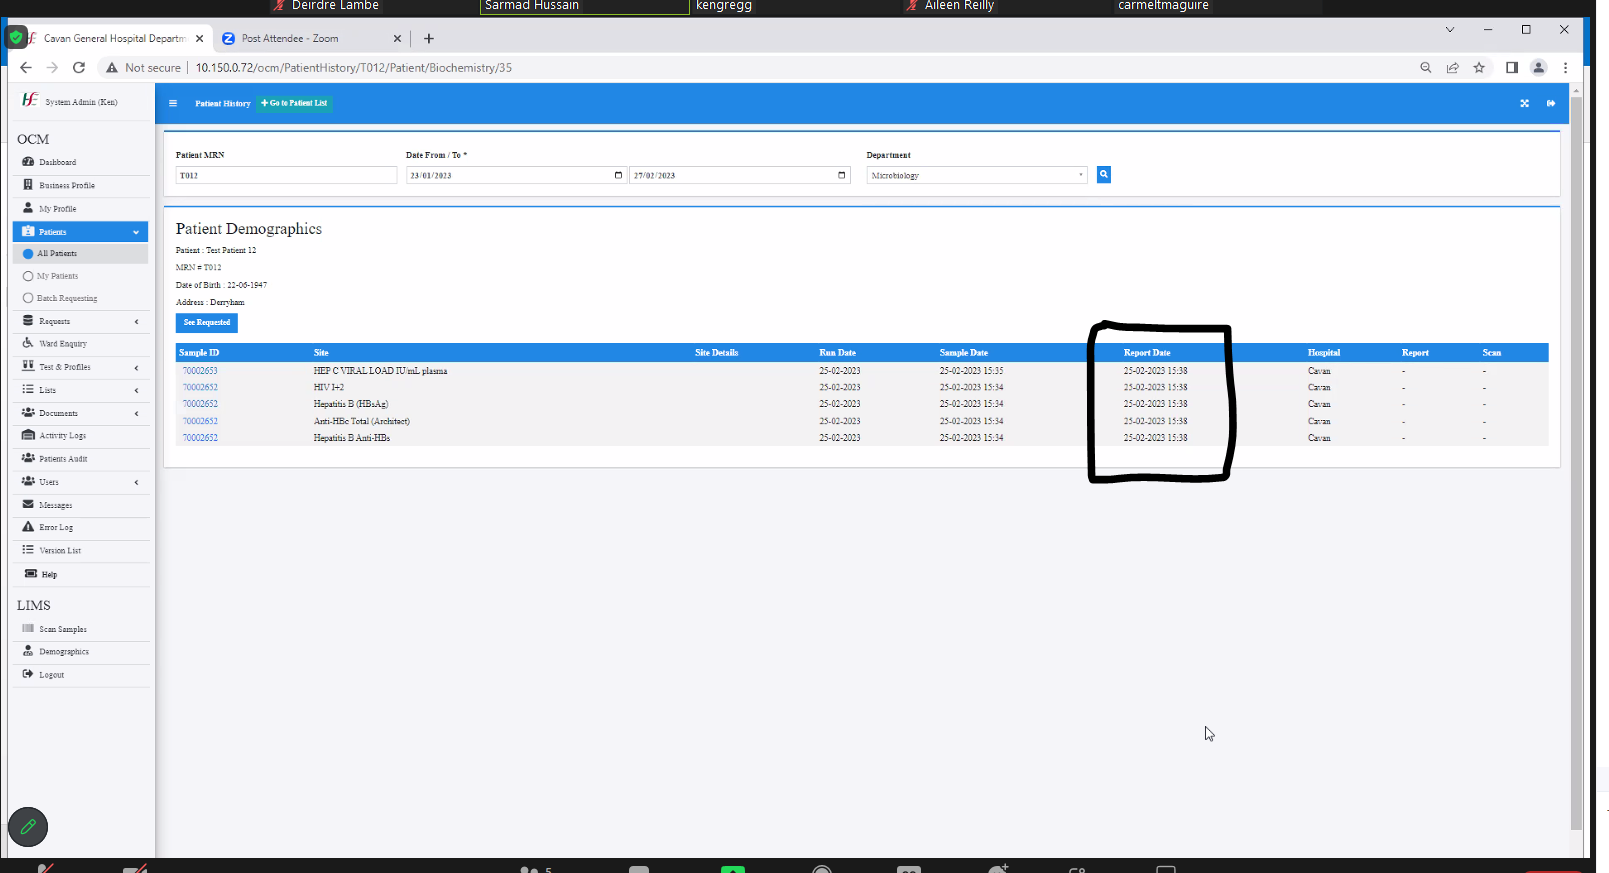 Deirdre Lambe Sarmad Hussain kengregg Aileen Reilly carmeltmaguire
Cavan General Hospital Departm Post Attendee - Zoom
Not secure 10.150.0.72/ocm/PatientHistory/T012/Patient/Biochemistry/35
System Admin (Ken)
Patient History + Go to Patient List
OCM
Dashboard
Business Profile
My Profile
Patients
All Patients
My Patients
Batch Requesting
Requests
Ward Enquiry
Test & Profiles
Lists
Documents
Activity Logs
Patients Audit
Users
Messages
Error Log
Version List
Help
LIMS
Scan Samples
Demographics
Logout
Patient MRN Date From / To * Department
T012 23/01/2023 27/02/2023 Microbiology
Patient Demographics
Patient : Test Patient 12
MRN # T012
Date of Birth : 22-06-1947
Address : Derryham
See Requested
Sample ID Site Site Details Run Date Sample Date Report Date Hospital Report Scan
70002653 HEP C VIRAL LOAD IU/mL plasma 25-02-2023 25-02-2023 15:35 25-02-2023 15:38 Cavan - -
70002652 HIV I+2 25-02-2023 25-02-2023 15:34 25-02-2023 15:38 Cavan - -
70002652 Hepatitis B (HBsAg) 25-02-2023 25-02-2023 15:34 25-02-2023 15:38 Cavan - -
70002652 Anti-HBc Total (Architect) 25-02-2023 25-02-2023 15:34 25-02-2023 15:38 Cavan - -
70002652 Hepatitis B Anti-HBs 25-02-2023 25-02-2023 15:34 25-02-2023 15:38 Cavan - -
5